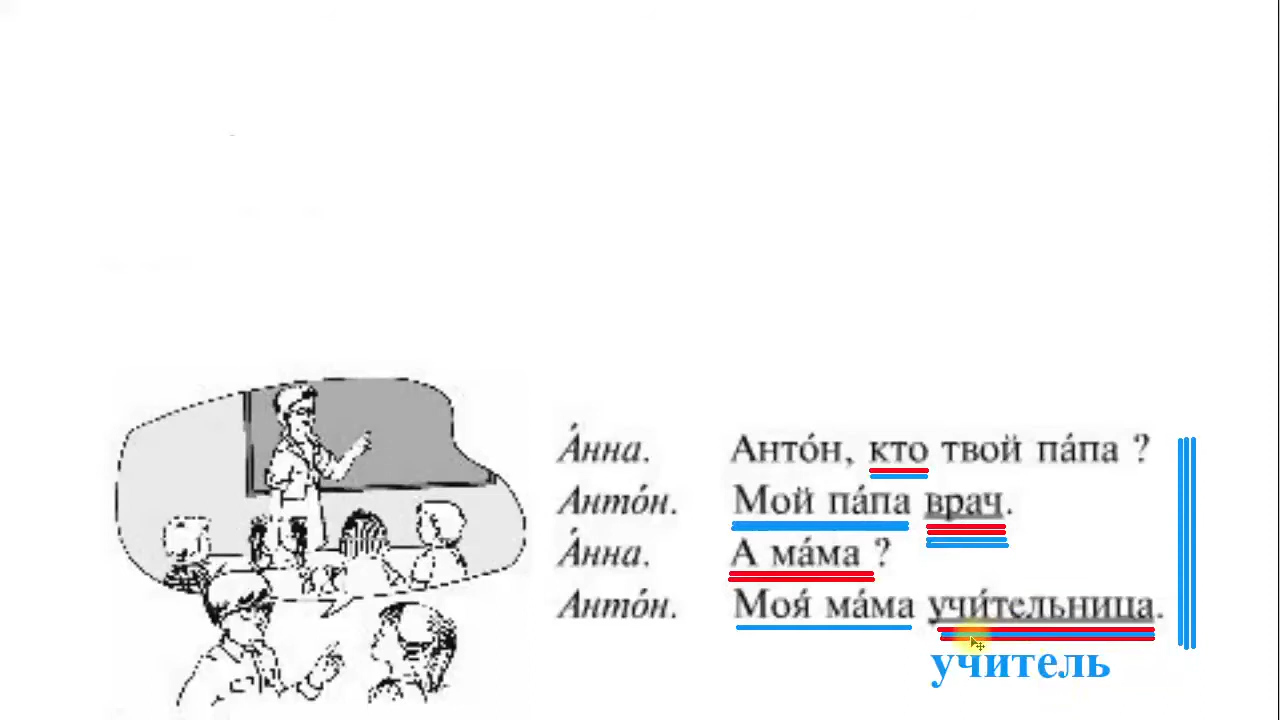 А́нна. Анто́н, кто твой па́па ?
Анто́н. Мой па́па врач.
А́нна. А ма́ма ?
Анто́н. Моя́ ма́ма учи́тельница.
учитель